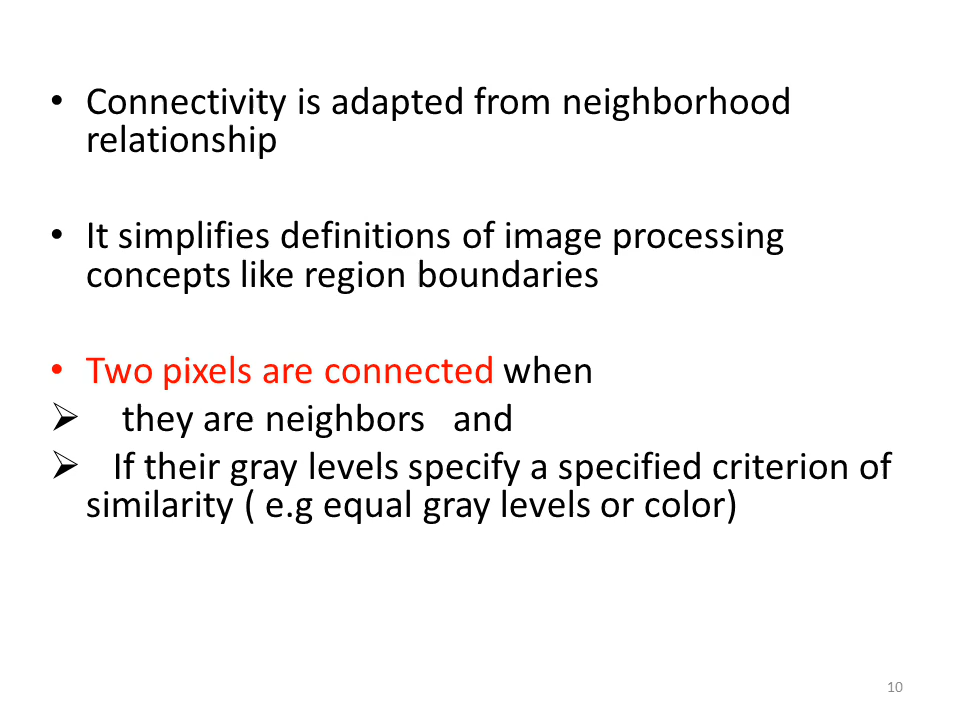 • Connectivity is adapted from neighborhood
relationship
• It simplifies definitions of image processing
concepts like region boundaries
• Two pixels are connected when
➢ they are neighbors and
➢ If their gray levels specify a specified criterion of
similarity ( e.g equal gray levels or color)
10